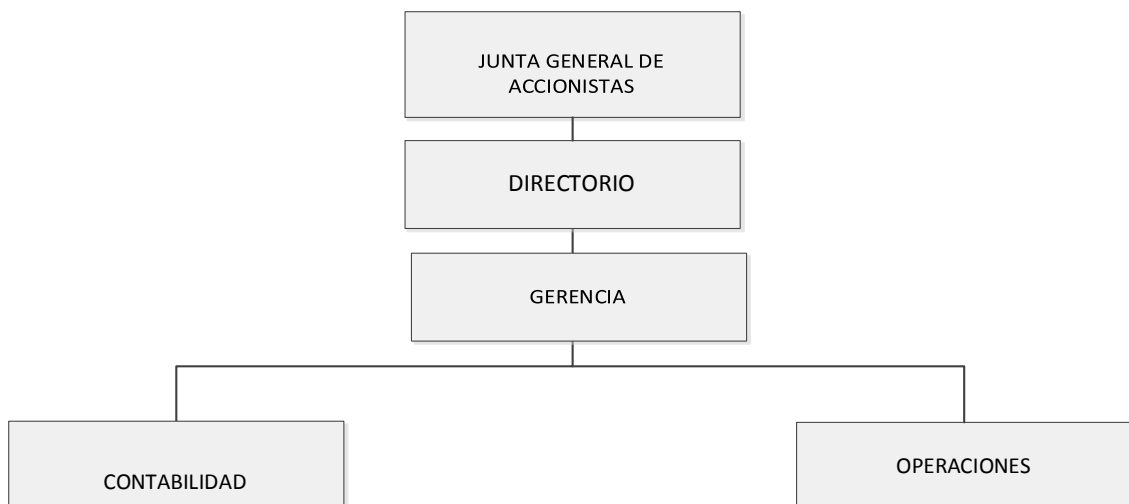 JUNTA GENERAL DE
ACCIONISTAS
DIRECTORIO
GERENCIA
CONTABILIDAD
OPERACIONES